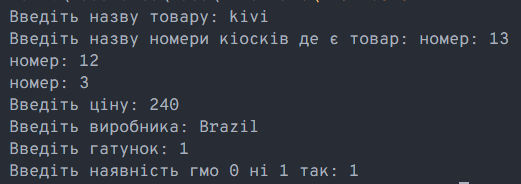 Введіть назву товару: kivi
Введіть назву номери кіосків де є товар: номер: 13
номер: 12
номер: 3
Введіть ціну: 240
Введіть виробника: Brazil
Введіть гатунок: 1
Введіть наявність гмо 0 ні 1 так: 1